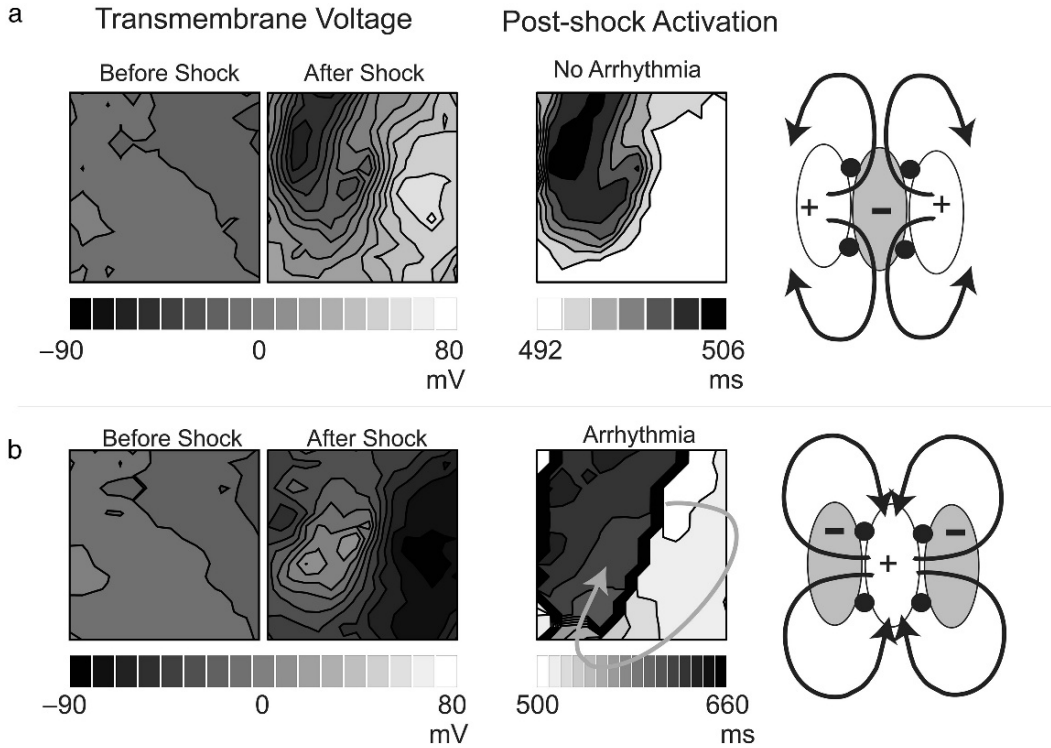 a
Transmembrane Voltage
Post-shock Activation
Before Shock
After Shock
No Arrhythmia
+
−
+
−90
0
80
mV
492
506
ms
b
Before Shock
After Shock
Arrhythmia
−
+
−
−90
0
80
mV
500
660
ms